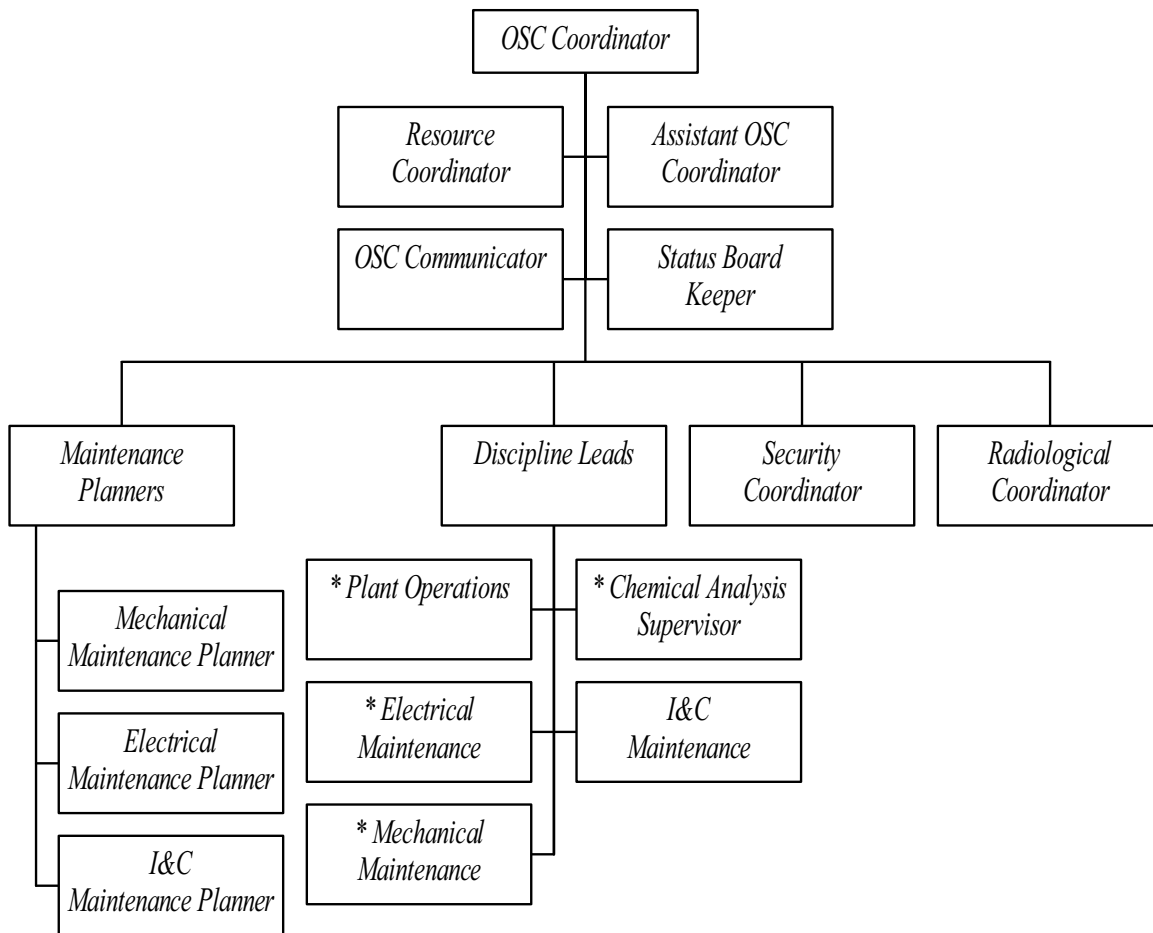 OSC Coordinator
Resource
Coordinator
Assistant OSC
Coordinator
OSC Communicator
Status Board
Keeper
Maintenance
Planners
Discipline Leads
Security
Coordinator
Radiological
Coordinator
Mechanical
Maintenance Planner
Electrical
Maintenance Planner
I&C
Maintenance Planner
* Plant Operations
* Chemical Analysis
Supervisor
* Electrical
Maintenance
I&C
Maintenance
* Mechanical
Maintenance